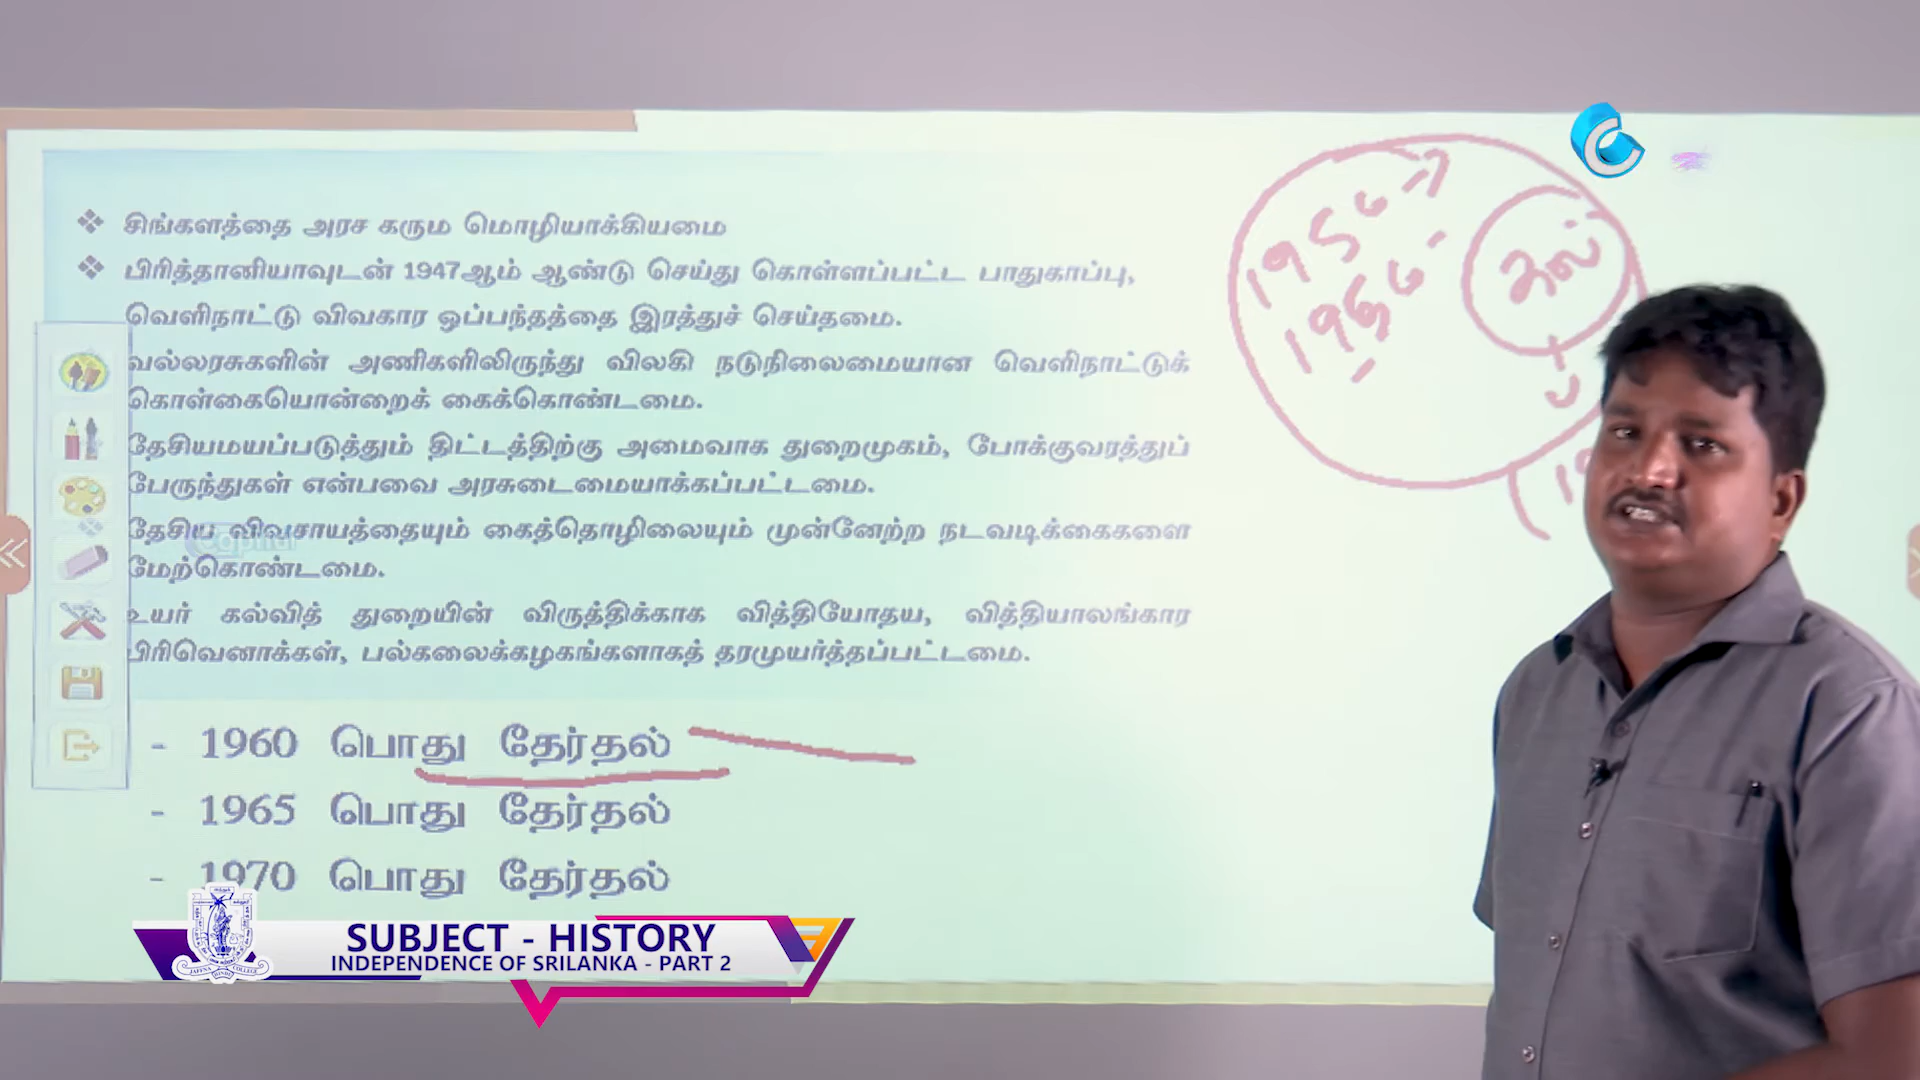 ❖ சிங்களத்தை அரச கரும மொழியாக்கியமை
❖ பிரித்தானியாவுடன் 1947ஆம் ஆண்டு செய்து கொள்ளப்பட்ட பாதுகாப்பு,
வெளிநாட்டு விவகார ஒப்பந்தத்தை இரத்துச் செய்தமை.
வல்லரசுகளின் அணிகளிலிருந்து விலகி நடுநிலைமையான வெளிநாட்டுக்
கொள்கையொன்றைக் கைக்கொண்டமை.
தேசியமயப்படுத்தும் திட்டத்திற்கு அமைவாக துறைமுகம், போக்குவரத்துப்
பேருந்துகள் என்பவை அரசுடைமையாக்கப்பட்டமை.
தேசிய விவசாயத்தையும் கைத்தொழிலையும் முன்னேற்ற நடவடிக்கைகளை
மேற்கொண்டமை.
உயர் கல்வித் துறையின் விருத்திக்காக வித்தியோதய, வித்தியாலங்கார
பிரிவெனாக்கள், பல்கலைக்கழகங்களாகத் தரமுயர்த்தப்பட்டமை.
- 1960 பொது தேர்தல்
- 1965 பொது தேர்தல்
- 1970 பொது தேர்தல்
1956
1956
SUBJECT - HISTORY
INDEPENDENCE OF SRILANKA - PART 2